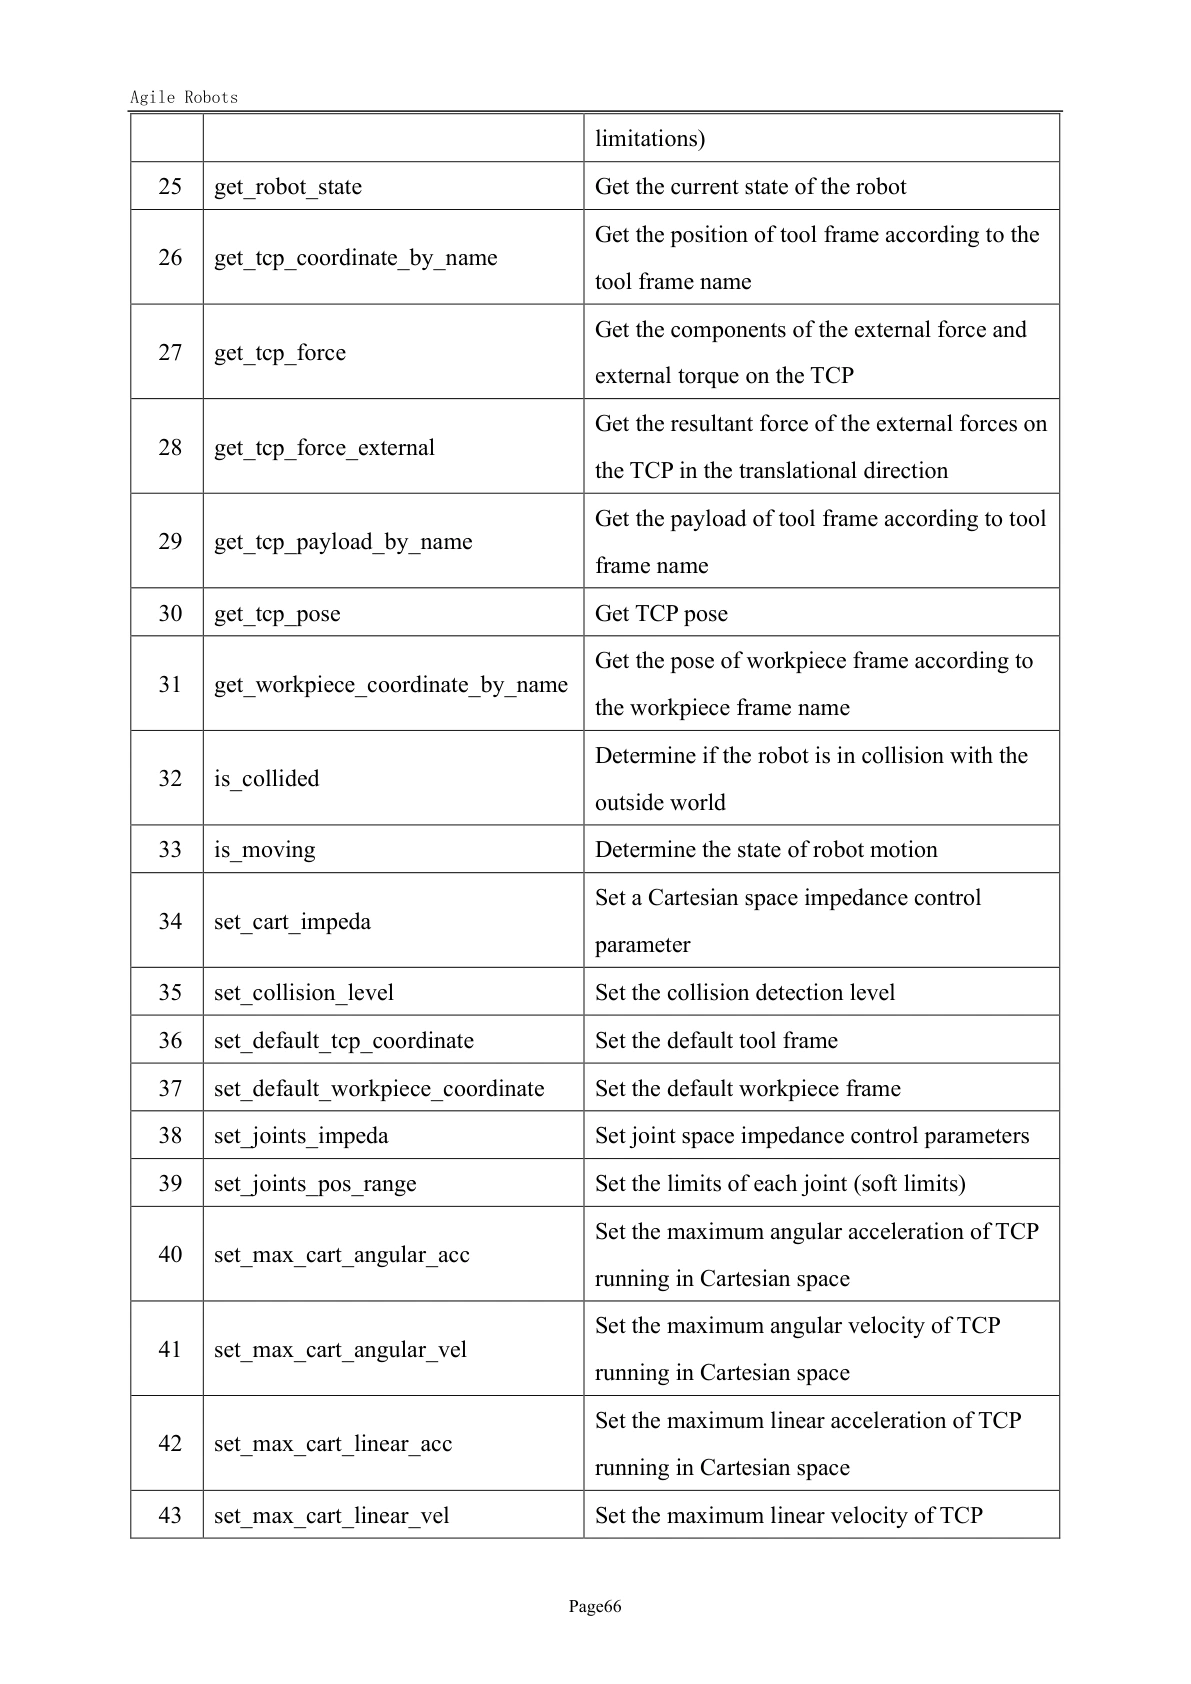 Agile Robots
limitations)
25 get_robot_state Get the current state of the robot
26 get_tcp_coordinate_by_name Get the position of tool frame according to the
tool frame name
27 get_tcp_force Get the components of the external force and
external torque on the TCP
28 get_tcp_force_external Get the resultant force of the external forces on
the TCP in the translational direction
29 get_tcp_payload_by_name Get the payload of tool frame according to tool
frame name
30 get_tcp_pose Get TCP pose
31 get_workpiece_coordinate_by_name Get the pose of workpiece frame according to
the workpiece frame name
32 is_collided Determine if the robot is in collision with the
outside world
33 is_moving Determine the state of robot motion
34 set_cart_impeda Set a Cartesian space impedance control
parameter
35 set_collision_level Set the collision detection level
36 set_default_tcp_coordinate Set the default tool frame
37 set_default_workpiece_coordinate Set the default workpiece frame
38 set_joints_impeda Set joint space impedance control parameters
39 set_joints_pos_range Set the limits of each joint (soft limits)
40 set_max_cart_angular_acc Set the maximum angular acceleration of TCP
running in Cartesian space
41 set_max_cart_angular_vel Set the maximum angular velocity of TCP
running in Cartesian space
42 set_max_cart_linear_acc Set the maximum linear acceleration of TCP
running in Cartesian space
43 set_max_cart_linear_vel Set the maximum linear velocity of TCP
Page66